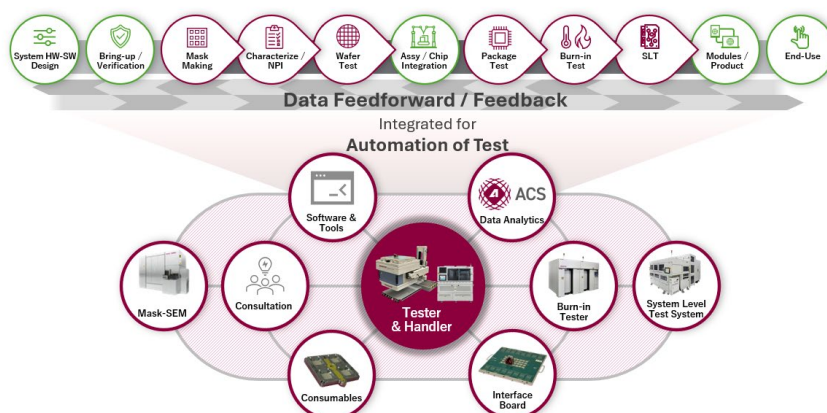 System HW-SW
Design
Bring-up /
Verification
Mask
Making
Characterize /
NPI
Wafer
Test
Assy / Chip
Integration
Package
Test
Burn-in
Test
SLT
Modules /
Product
End-Use
Data Feedforward / Feedback
Integrated for
Automation of Test
Software &
Tools
ACS
Data Analytics
Mask-SEM
Consultation
Tester
& Handler
Burn-in
Tester
System Level
Test System
Consumables
Interface
Board